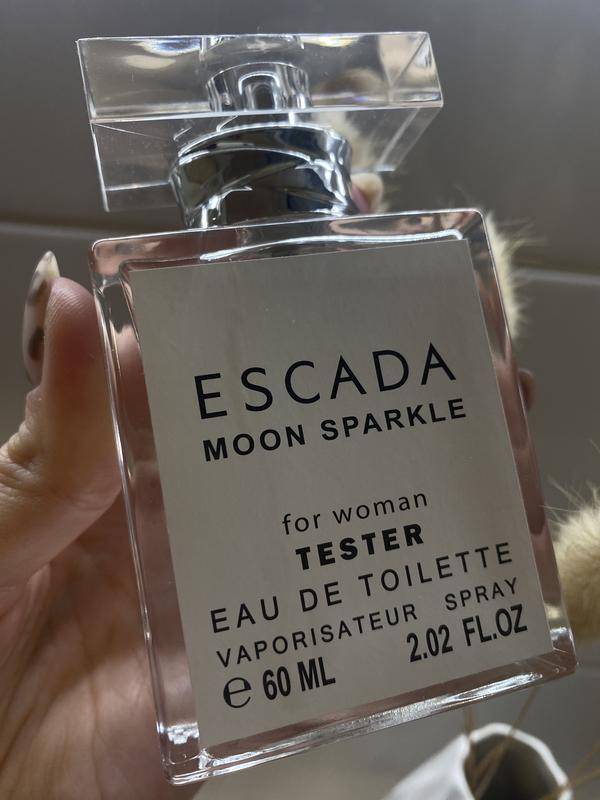 ESCADA
MOON SPARKLE
for woman
TESTER
EAU DE TOILETTE
VAPORISATEUR SPRAY
℮ 60 ML 2.02 FL.OZ